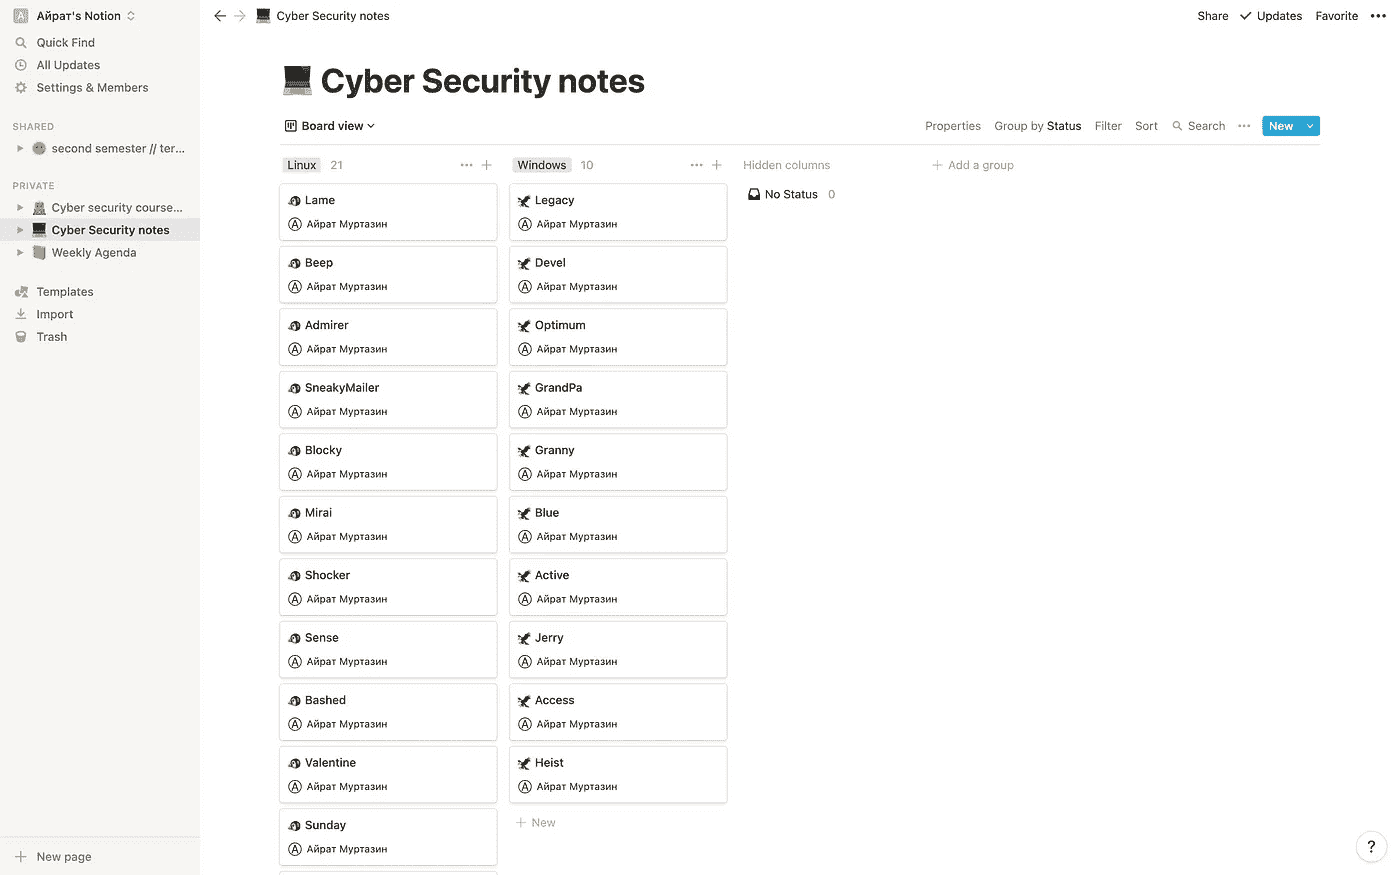 Айрат's Notion
Quick Find
All Updates
Settings & Members
SHARED
second semester // ter...
PRIVATE
Cyber security course...
Cyber Security notes
Weekly Agenda
Templates
Import
Trash
New page
Cyber Security notes
Share Updates Favorite
Cyber Security notes
Board view
Properties Group by Status Filter Sort Search New
Linux 21
Lame
Айрат Муртазин
Beep
Айрат Муртазин
Admirer
Айрат Муртазин
SneakyMailer
Айрат Муртазин
Blocky
Айрат Муртазин
Mirai
Айрат Муртазин
Shocker
Айрат Муртазин
Sense
Айрат Муртазин
Bashed
Айрат Муртазин
Valentine
Айрат Муртазин
Sunday
Айрат Муртазин
Windows 10
Legacy
Айрат Муртазин
Devel
Айрат Муртазин
Optimum
Айрат Муртазин
GrandPa
Айрат Муртазин
Granny
Айрат Муртазин
Blue
Айрат Муртазин
Active
Айрат Муртазин
Jerry
Айрат Муртазин
Access
Айрат Муртазин
Heist
Айрат Муртазин
New
Hidden columns
No Status 0
Add a group
?